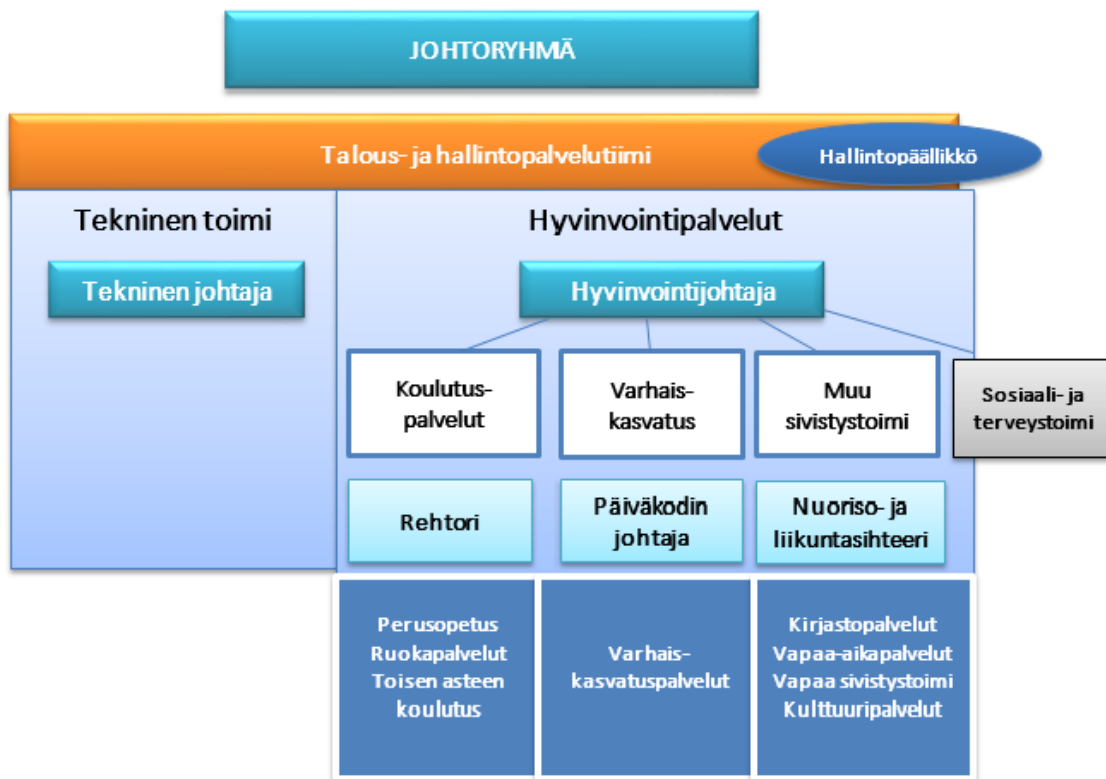 JOHTORYHMÄ
Talous- ja hallintopalvelutiimi
Hallintopäällikkö
Tekninen toimi
Tekninen johtaja
Hyvinvointipalvelut
Hyvinvointijohtaja
Koulutus-
palvelut
Varhais-
kasvatus
Muu
sivistystoimi
Sosiaali- ja
terveystoimi
Rehtori
Päiväkodin
johtaja
Nuoriso- ja
liikuntasihteeri
Perusopetus
Ruokapalvelut
Toisen asteen
koulutus
Varhais-
kasvatuspalvelut
Kirjastopalvelut
Vapaa-aikapalvelut
Vapaa sivistystoimi
Kulttuuripalvelut